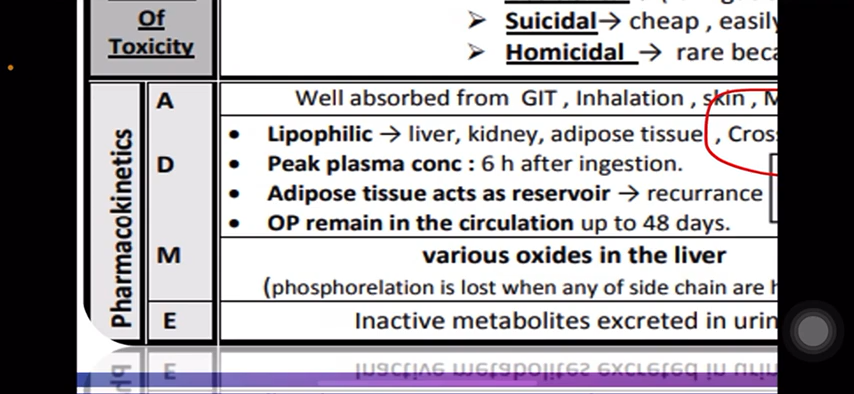 Of
Toxicity
➤ Suicidal→ cheap , easily
➤ Homicidal → rare
Pharmacokinetics
A
Well absorbed from GIT , Inhalation , skin ,
D
• Lipophilic → liver, kidney, adipose tissue ,
• Peak plasma conc : 6 h after ingestion.
• Adipose tissue acts as reservoir → recurrance
• OP remain in the circulation up to 48 days.
M
various oxides in the liver
(phosphorelation is lost when any of side chain are
E
Inactive metabolites excreted in